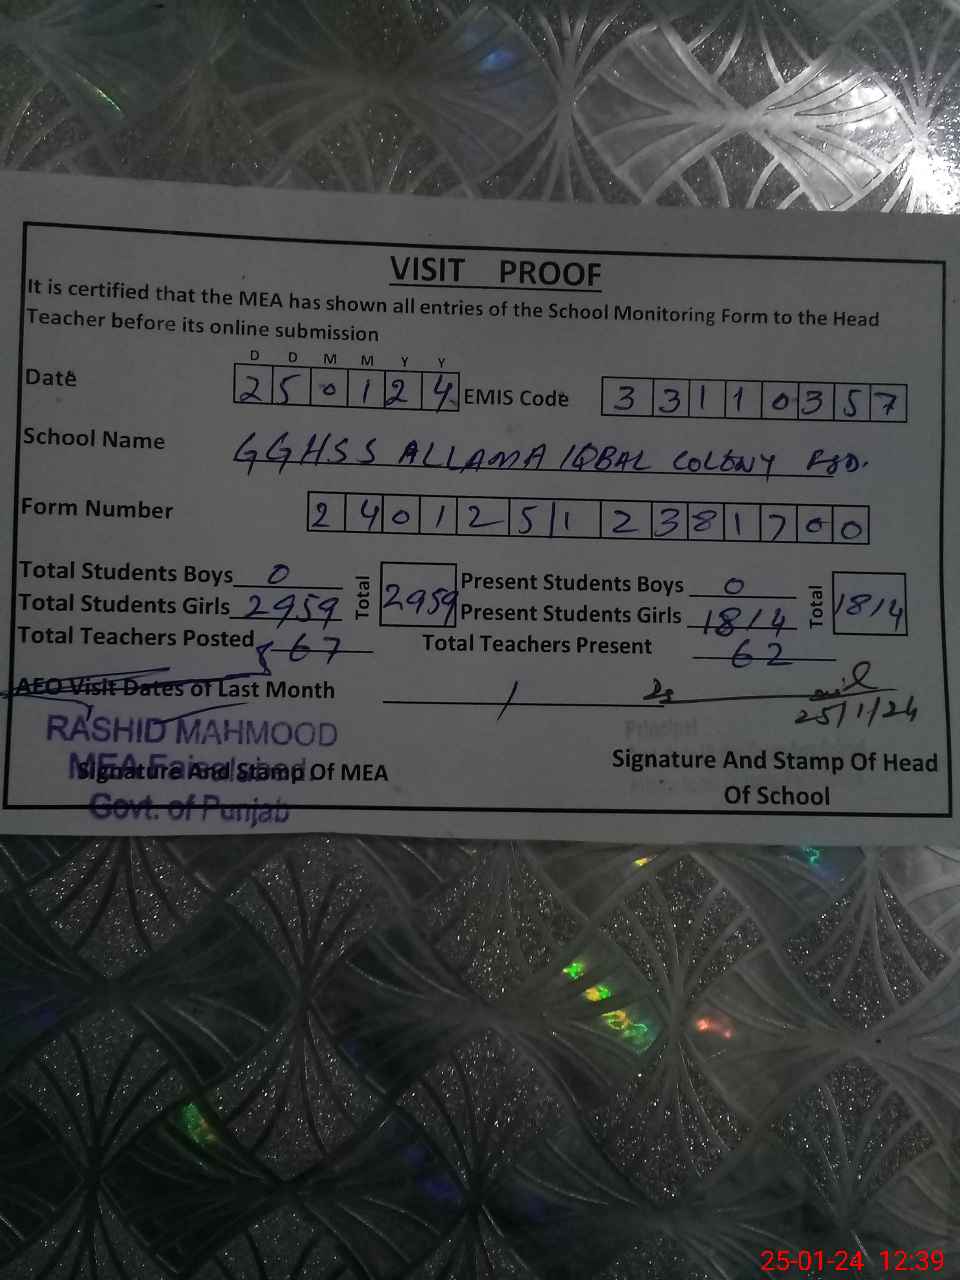 VISIT PROOF
It is certified that the MEA has shown all entries of the School Monitoring Form to the Head
Teacher before its online submission
D D M M Y Y
Date 2 5 0 1 2 4 EMIS Code 3 3 1 1 0 3 5 7
School Name GGHSS ALLAMA IQBAL COLONY FSD.
Form Number 2 4 0 1 2 5 1 2 3 8 1 7 0 0
Total Students Boys 0 Total 2959 Present Students Boys 0 Total 1814
Total Students Girls 2959 Present Students Girls 1814
Total Teachers Posted 67 Total Teachers Present 62
AEO Visit Dates of Last Month /
25/1/24
RASHID MAHMOOD
MEA Faisalabad
Govt. of Punjab
Signature And Stamp Of MEA
Principal
Signature And Stamp Of Head
Of School
25-01-24 12:39